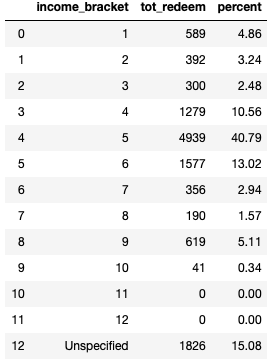 income_bracket tot_redeem percent
0 1 589 4.86
1 2 392 3.24
2 3 300 2.48
3 4 1279 10.56
4 5 4939 40.79
5 6 1577 13.02
6 7 356 2.94
7 8 190 1.57
8 9 619 5.11
9 10 41 0.34
10 11 0 0.00
11 12 0 0.00
12 Unspecified 1826 15.08